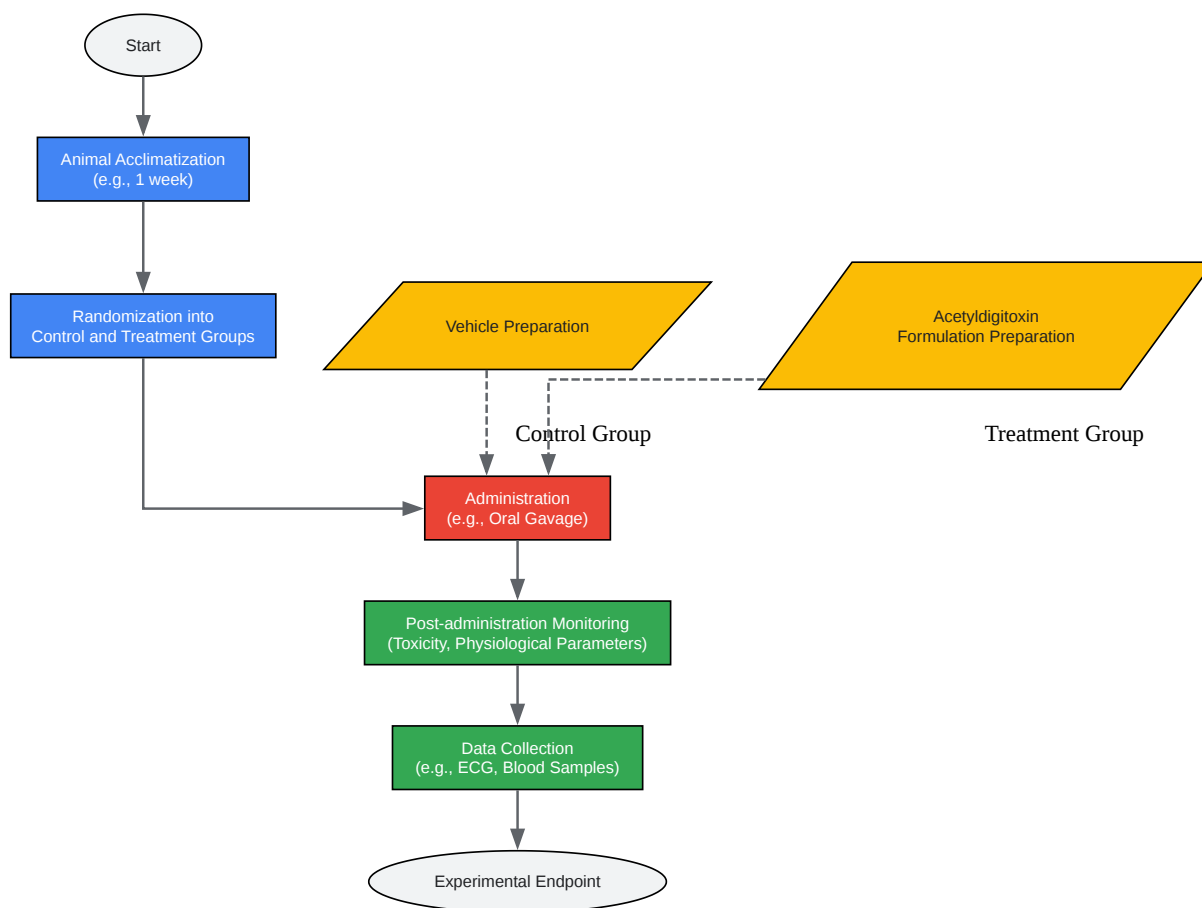 Start
Animal Acclimatization
(e.g., 1 week)
Randomization into
Control and Treatment Groups
Vehicle Preparation
Acetyldigitoxin
Formulation Preparation
Control Group
Treatment Group
Administration
(e.g., Oral Gavage)
Post-administration Monitoring
(Toxicity, Physiological Parameters)
Data Collection
(e.g., ECG, Blood Samples)
Experimental Endpoint